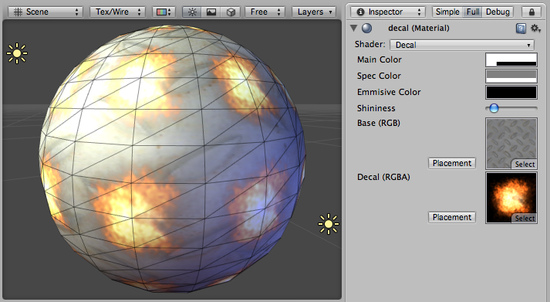 Scene Tex/Wire Free Layers
Inspector Simple Full Debug
decal (Material)
Shader: Decal
Main Color
Spec Color
Emmisive Color
Shininess
Base (RGB)
Placement Select
Decal (RGBA)
Placement Select